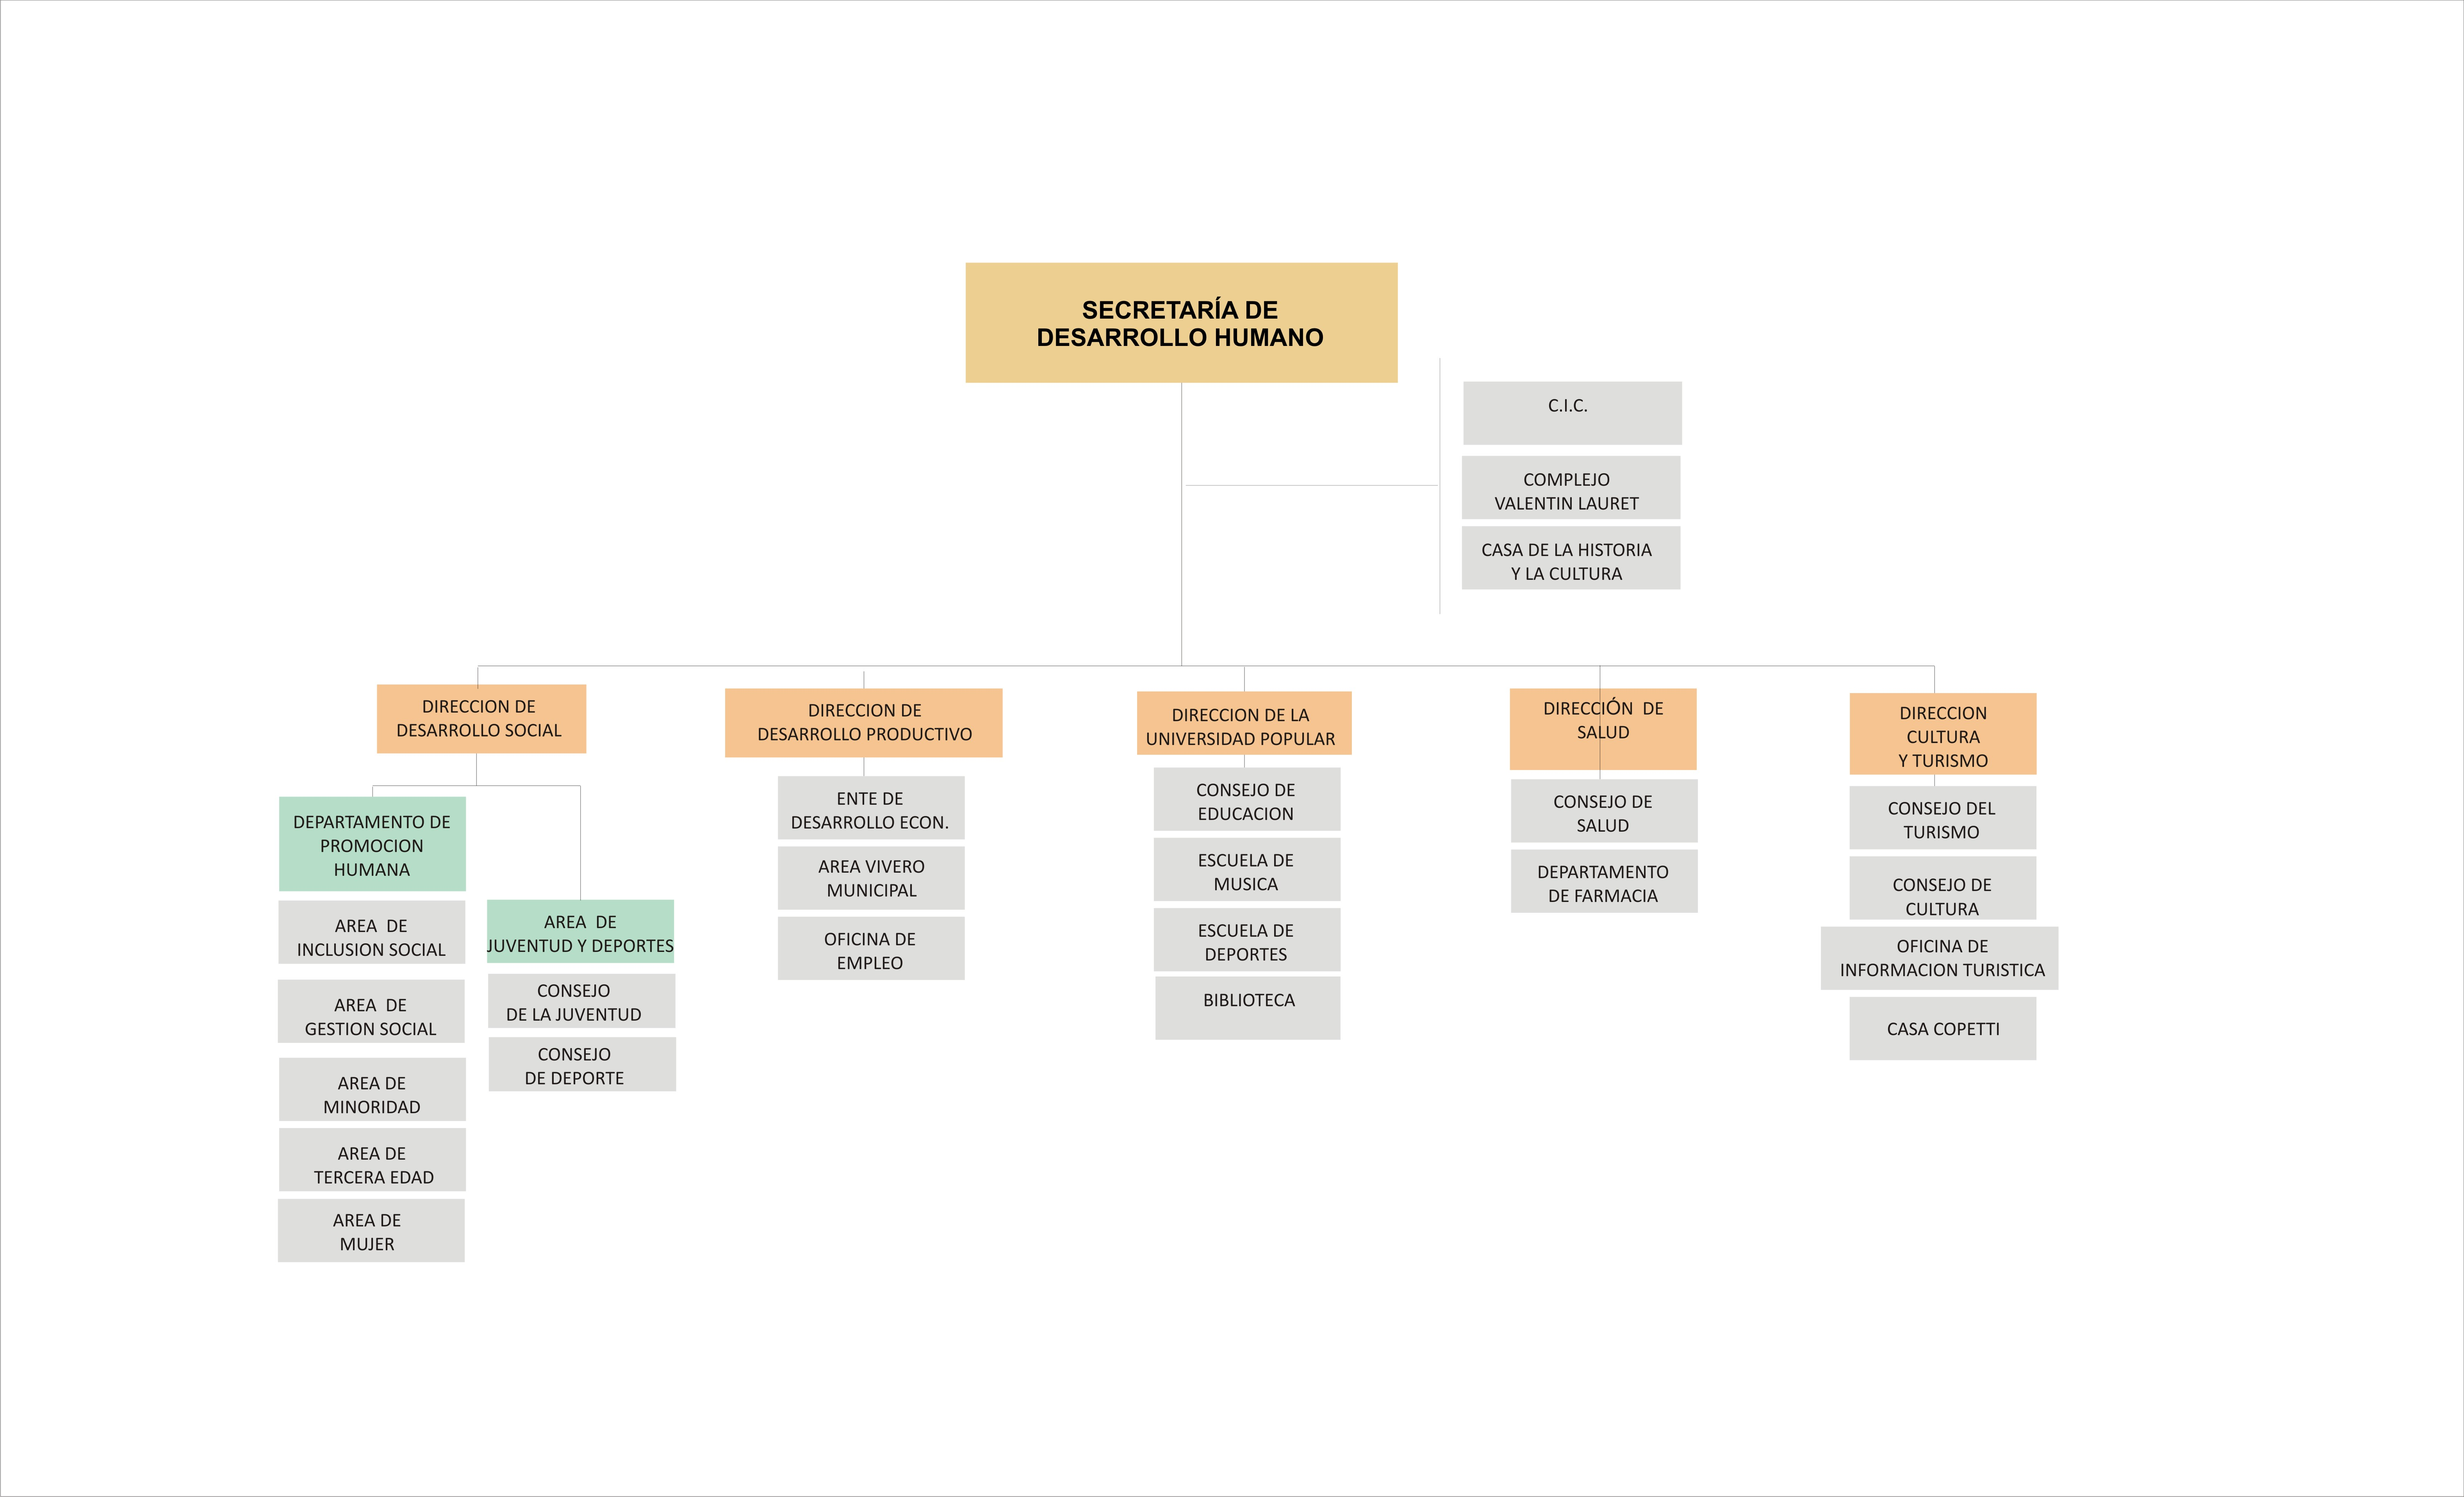 SECRETARÍA DE
DESARROLLO HUMANO
C.I.C.
COMPLEJO
VALENTIN LAURET
CASA DE LA HISTORIA
Y LA CULTURA
DIRECCION DE
DESARROLLO SOCIAL
DEPARTAMENTO DE
PROMOCION
HUMANA
AREA  DE
INCLUSION SOCIAL
AREA  DE
GESTION SOCIAL
AREA DE
MINORIDAD
AREA DE
TERCERA EDAD
AREA DE
MUJER
AREA  DE
JUVENTUD Y DEPORTES
CONSEJO
DE LA JUVENTUD
CONSEJO
DE DEPORTE
DIRECCION DE
DESARROLLO PRODUCTIVO
ENTE DE
DESARROLLO ECON.
AREA VIVERO
MUNICIPAL
OFICINA DE
EMPLEO
DIRECCION DE LA
UNIVERSIDAD POPULAR
CONSEJO DE
EDUCACION
ESCUELA DE
MUSICA
ESCUELA DE
DEPORTES
BIBLIOTECA
DIRECCIÓN  DE
SALUD
CONSEJO DE
SALUD
DEPARTAMENTO
DE FARMACIA
DIRECCION
CULTURA
Y TURISMO
CONSEJO DEL
TURISMO
CONSEJO DE
CULTURA
OFICINA DE
INFORMACION TURISTICA
CASA COPETTI